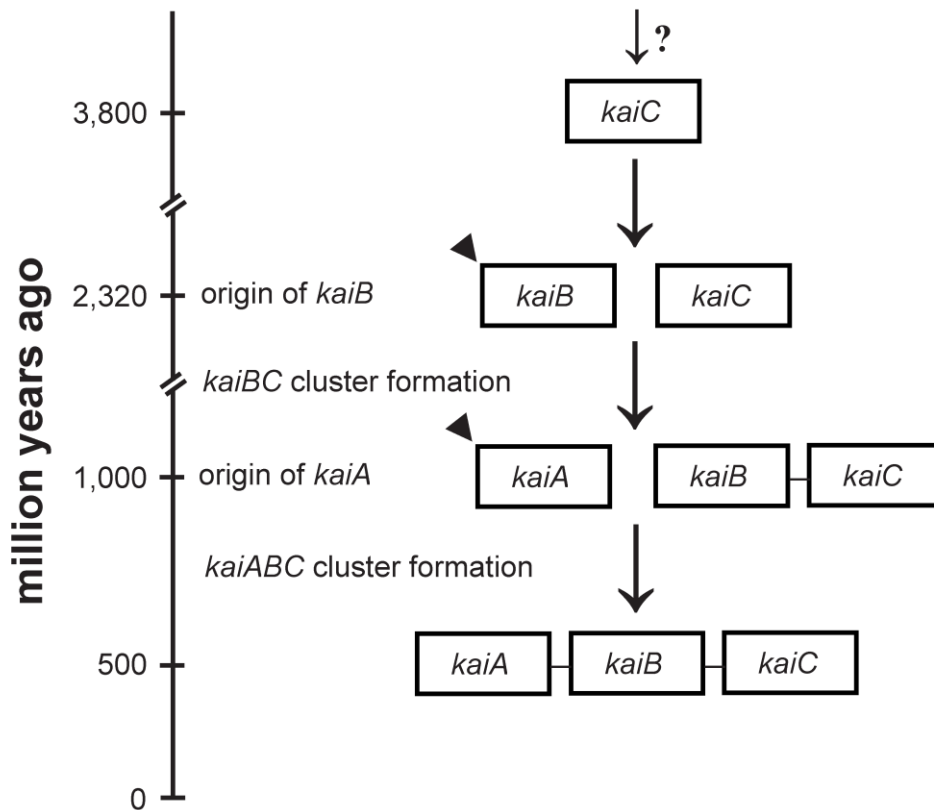 ?
3,800
kaiC
million years ago
2,320
origin of kaiB
kaiB
kaiC
kaiBC cluster formation
1,000
origin of kaiA
kaiA
kaiB
kaiC
kaiABC cluster formation
500
kaiA
kaiB
kaiC
0